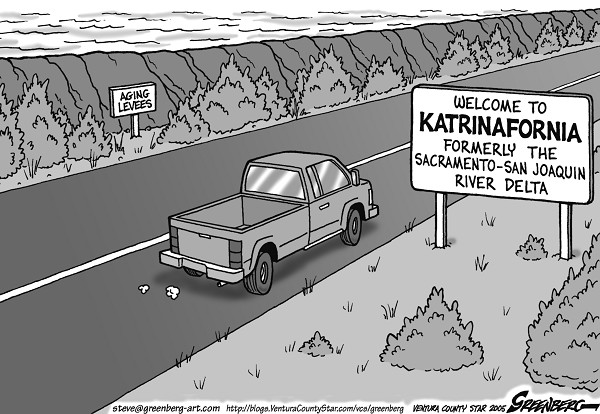 AGING
LEVEES
WELCOME TO
KATRINAFORNIA
FORMERLY THE
SACRAMENTO-SAN JOAQUIN
RIVER DELTA
steve@greenberg-art.com http://blogs.VenturaCountyStar.com/vcs/greenberg VENTURA COUNTY STAR 2005 GREENBERG